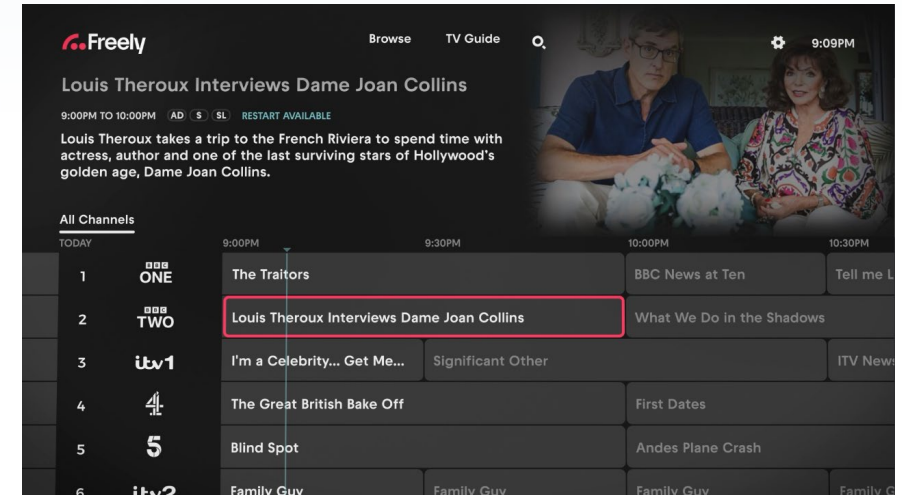 Freely
Browse TV Guide 9:09PM
Louis Theroux Interviews Dame Joan Collins
9:00PM TO 10:00PM AD S SL RESTART AVAILABLE
Louis Theroux takes a trip to the French Riviera to spend time with
actress, author and one of the last surviving stars of Hollywood's
golden age, Dame Joan Collins.
All Channels
TODAY 9:00PM 9:30PM 10:00PM 10:30PM
1 BBC ONE The Traitors BBC News at Ten Tell me L
2 BBC TWO Louis Theroux Interviews Dame Joan Collins What We Do in the Shadows
3 itv1 I'm a Celebrity... Get Me... Significant Other ITV News
4 4 The Great British Bake Off First Dates
5 5 Blind Spot Andes Plane Crash
6 itv2 Family Guy Family Guy Family Guy Family G